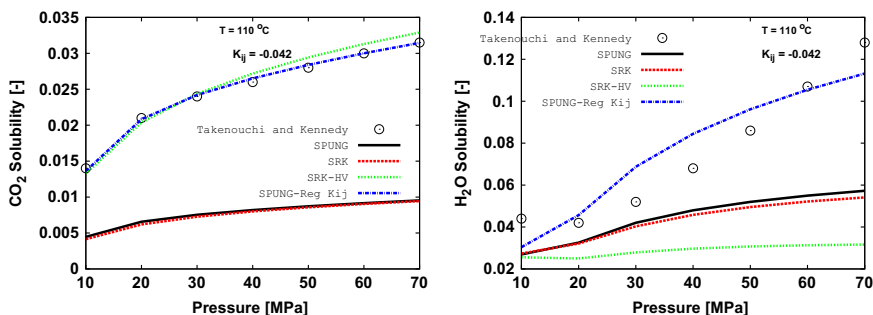 T = 110 °C
K_ij = -0.042
CO₂ Solubility [-]
0.035
0.03
0.025
0.02
0.015
0.01
0.005
0
Takenouchi and Kennedy
SPUNG
SRK
SRK-HV
SPUNG-Reg Kij
10 20 30 40 50 60 70
Pressure [MPa]
T = 110 °C
K_ij = -0.042
H₂O Solubility [-]
0.14
0.12
0.1
0.08
0.06
0.04
0.02
Takenouchi and Kennedy
SPUNG
SRK
SRK-HV
SPUNG-Reg Kij
10 20 30 40 50 60 70
Pressure [MPa]